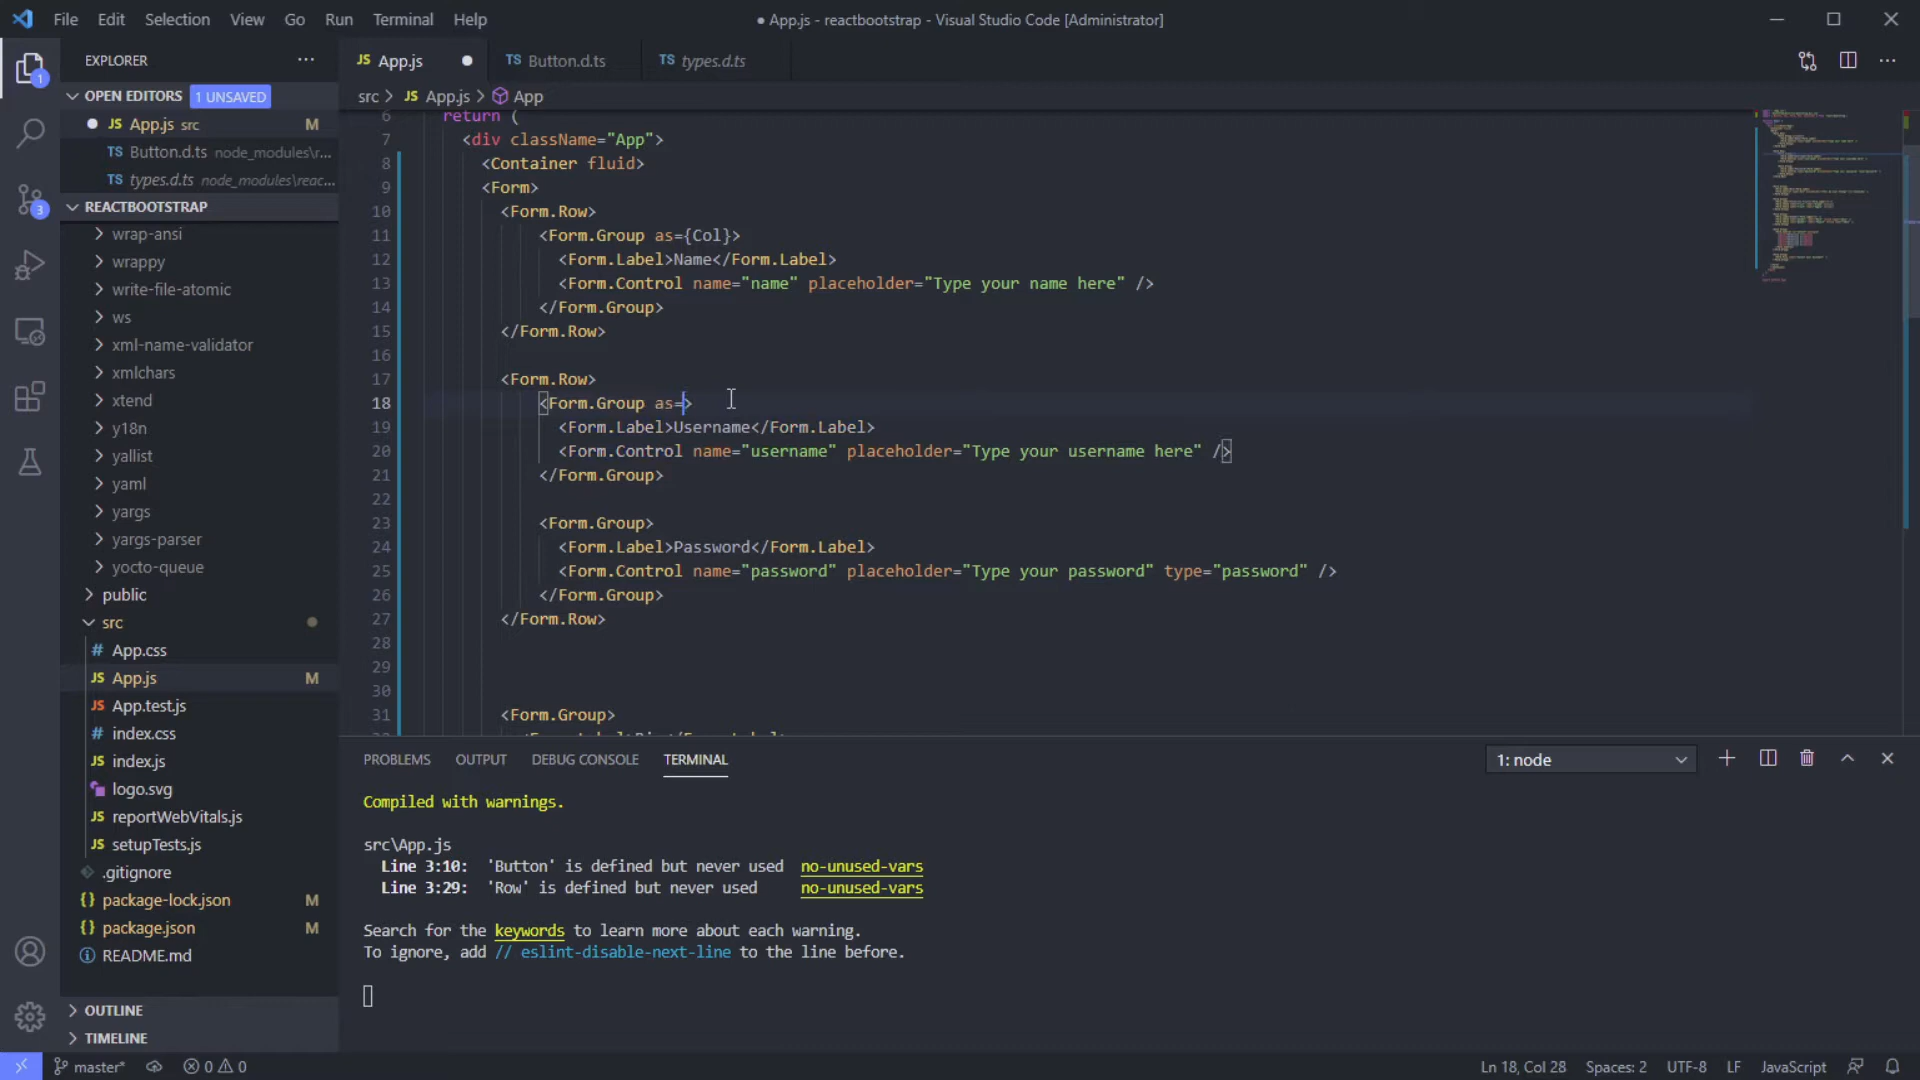 File Edit Selection View Go Run Terminal Help
● App.js - reactbootstrap - Visual Studio Code [Administrator]
EXPLORER
OPEN EDITORS 1 UNSAVED
JS App.js src M
TS Button.d.ts node_modules\r...
TS types.d.ts node_modules\reac...
REACTBOOTSTRAP
wrap-ansi
wrappy
write-file-atomic
ws
xml-name-validator
xmlchars
xtend
y18n
yallist
yaml
yargs
yargs-parser
yocto-queue
public
src
# App.css
JS App.js M
JS App.test.js
# index.css
JS index.js
logo.svg
JS reportWebVitals.js
JS setupTests.js
.gitignore
{} package-lock.json M
{} package.json M
README.md
OUTLINE
TIMELINE
1
3
JS App.js
TS Button.d.ts
TS types.d.ts
src > JS App.js > App
6 return (
7 <div className="App">
8 <Container fluid>
9 <Form>
10 <Form.Row>
11 <Form.Group as={Col}>
12 <Form.Label>Name</Form.Label>
13 <Form.Control name="name" placeholder="Type your name here" />
14 </Form.Group>
15 </Form.Row>
16
17 <Form.Row>
18 <Form.Group as=>
19 <Form.Label>Username</Form.Label>
20 <Form.Control name="username" placeholder="Type your username here" />
21 </Form.Group>
22
23 <Form.Group>
24 <Form.Label>Password</Form.Label>
25 <Form.Control name="password" placeholder="Type your password" type="password" />
26 </Form.Group>
27 </Form.Row>
28
29
30
31 <Form.Group>
PROBLEMS OUTPUT DEBUG CONSOLE TERMINAL
1: node
Compiled with warnings.
src\App.js
Line 3:10: 'Button' is defined but never used no-unused-vars
Line 3:29: 'Row' is defined but never used no-unused-vars
Search for the keywords to learn more about each warning.
To ignore, add // eslint-disable-next-line to the line before.
master* 0 0
Ln 18, Col 28 Spaces: 2 UTF-8 LF JavaScript